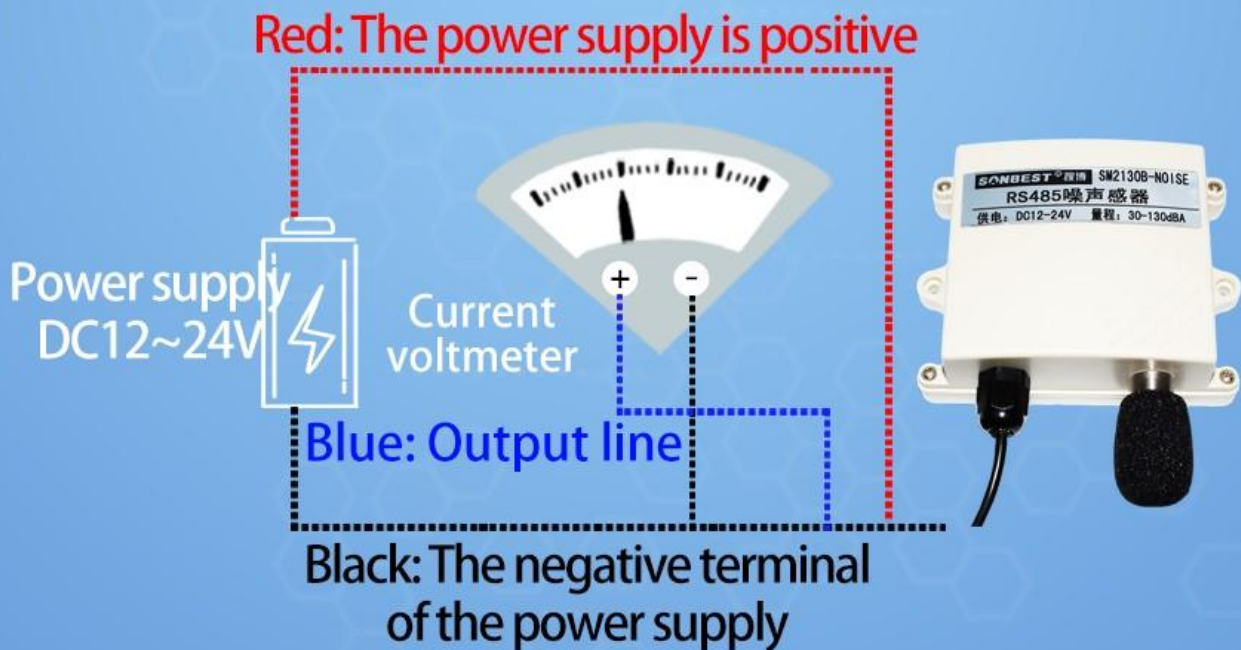 Red: The power supply is positive
SONBEST® 搜博 SM2130B-NOISE
RS485噪声感器
供电: DC12-24V 量程: 30-130dBA
+ -
Power supply
DC12~24V
Current
voltmeter
Blue: Output line
Black: The negative terminal
of the power supply